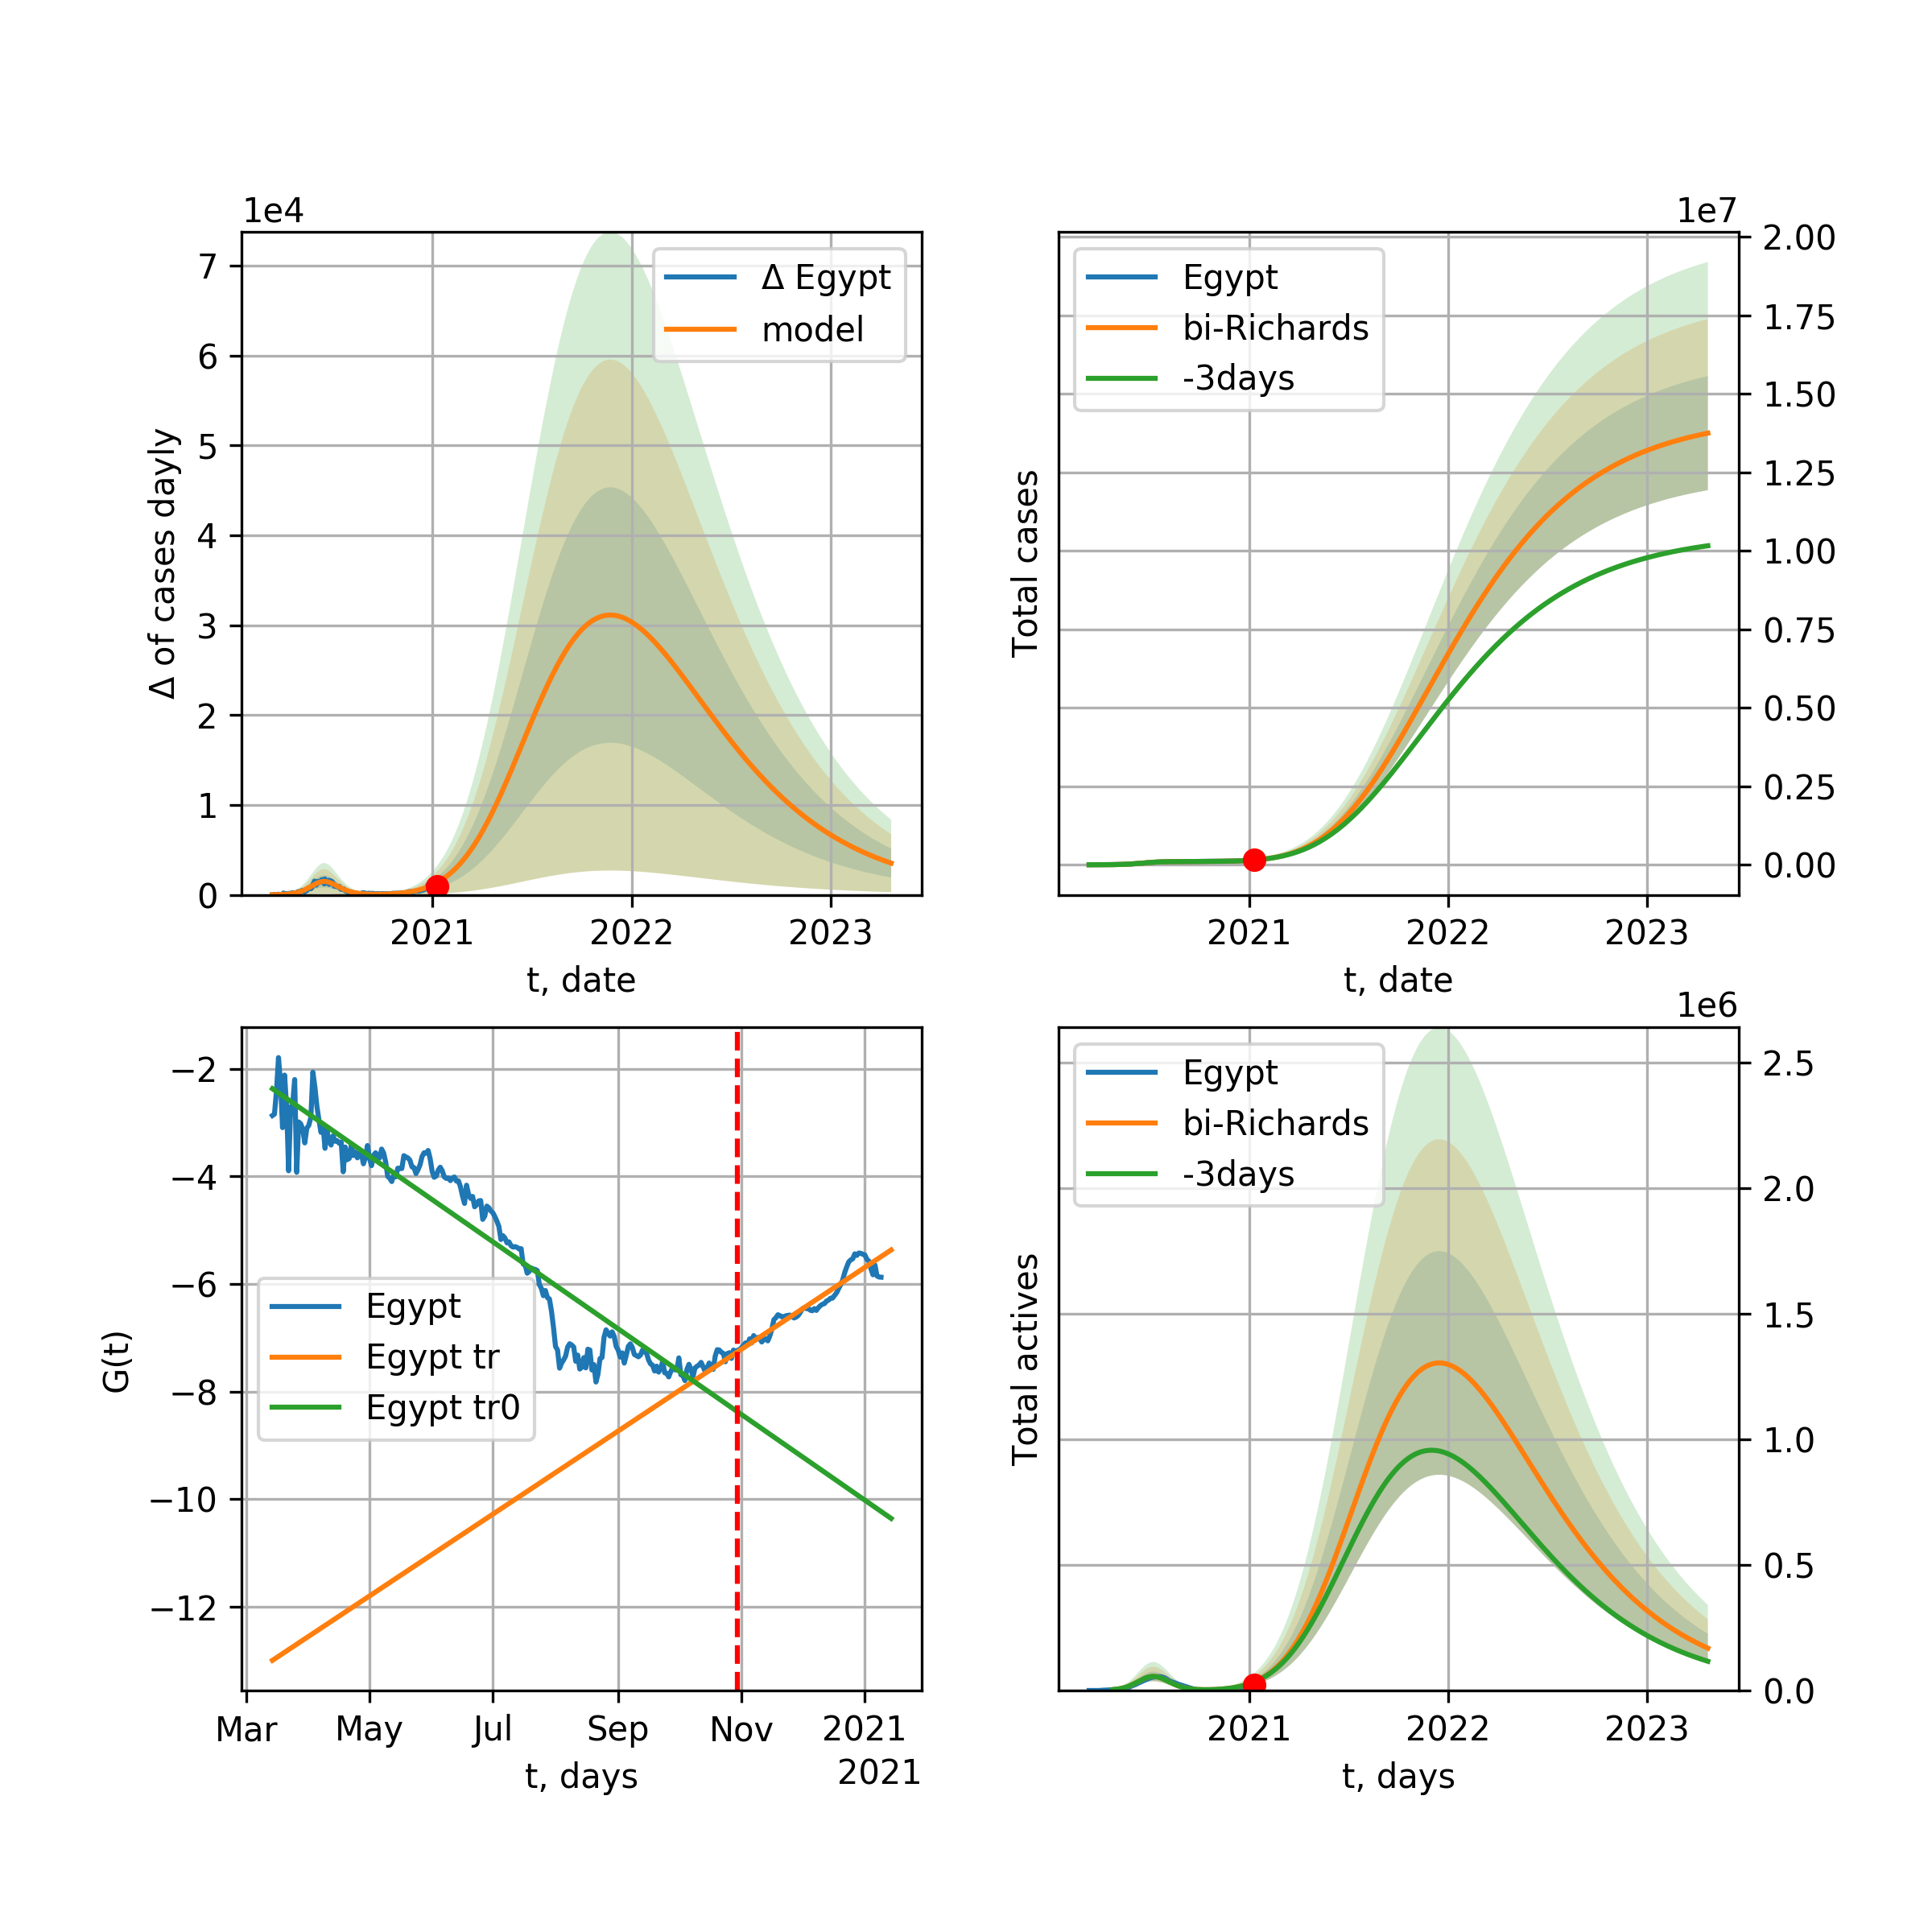 1e4
7
6
5
4
3
2
1
0
Δ of cases dayly
Δ Egypt
model
2021 2022 2023
t, date
1e7
Egypt
bi-Richards
-3days
2.00
1.75
1.50
1.25
1.00
0.75
0.50
0.25
0.00
Total cases
2021 2022 2023
t, date
−2
−4
−6
−8
−10
−12
G(t)
Egypt
Egypt tr
Egypt tr0
Mar May Jul Sep Nov 2021
2021
t, days
1e6
Egypt
bi-Richards
-3days
2.5
2.0
1.5
1.0
0.5
0.0
Total actives
2021 2022 2023
t, days